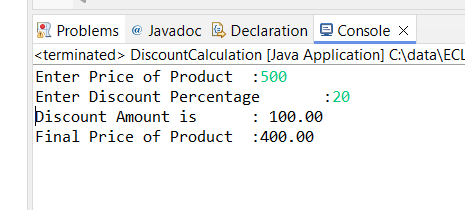 Problems @ Javadoc Declaration Console ×
<terminated> DiscountCalculation [Java Application] C:\data\ECL
Enter Price of Product  :500
Enter Discount Percentage        :20
Discount Amount is       : 100.00
Final Price of Product  :400.00